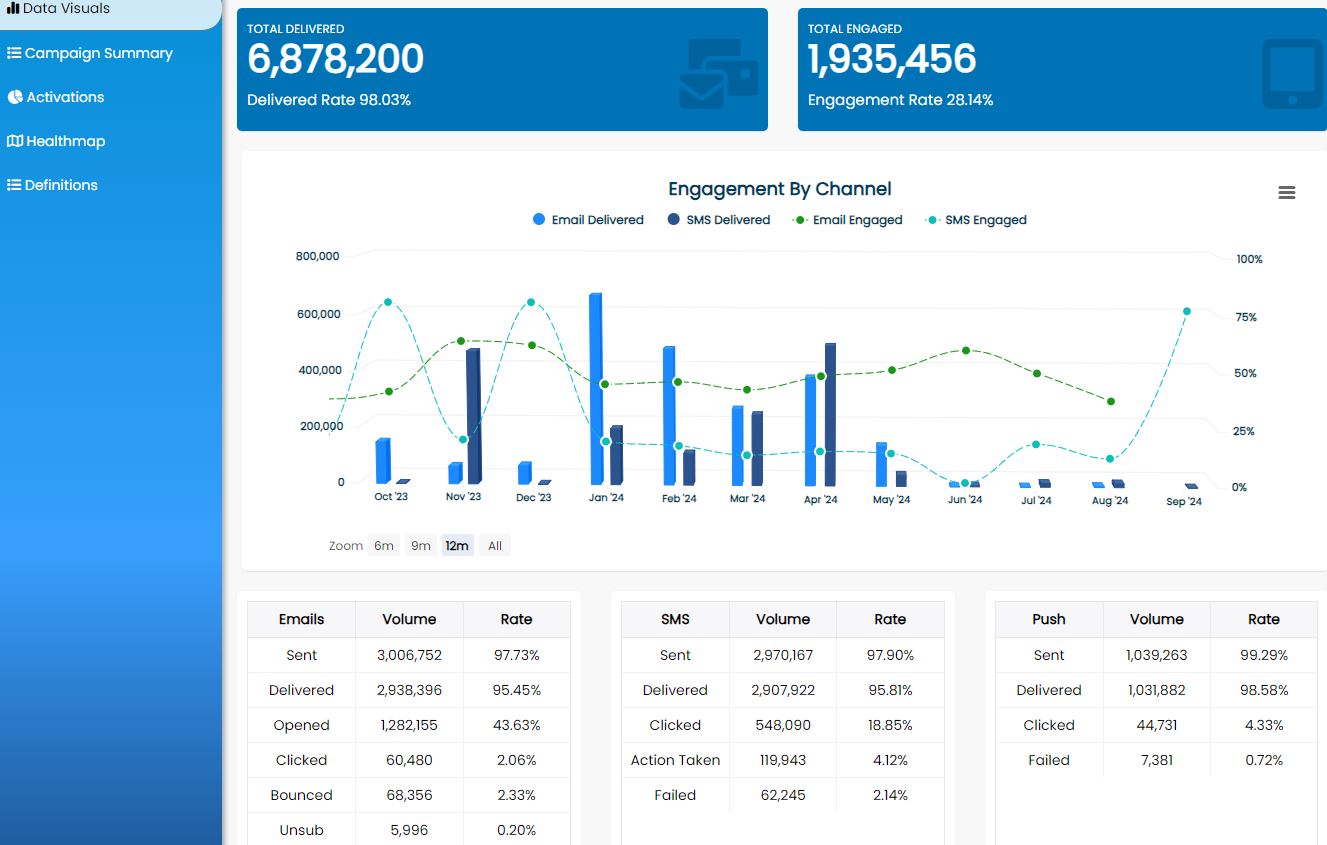 Data Visuals
Campaign Summary
Activations
Healthmap
Definitions
TOTAL DELIVERED
6,878,200
Delivered Rate 98.03%
TOTAL ENGAGED
1,935,456
Engagement Rate 28.14%
Engagement By Channel
Email Delivered SMS Delivered Email Engaged SMS Engaged
800,000 100%
600,000 75%
400,000 50%
200,000 25%
0 0%
Oct '23 Nov '23 Dec '23 Jan '24 Feb '24 Mar '24 Apr '24 May '24 Jun '24 Jul '24 Aug '24 Sep '24
Zoom 6m 9m 12m All
Emails Volume Rate
Sent 3,006,752 97.73%
Delivered 2,938,396 95.45%
Opened 1,282,155 43.63%
Clicked 60,480 2.06%
Bounced 68,356 2.33%
Unsub 5,996 0.20%
SMS Volume Rate
Sent 2,970,167 97.90%
Delivered 2,907,922 95.81%
Clicked 548,090 18.85%
Action Taken 119,943 4.12%
Failed 62,245 2.14%
Push Volume Rate
Sent 1,039,263 99.29%
Delivered 1,031,882 98.58%
Clicked 44,731 4.33%
Failed 7,381 0.72%